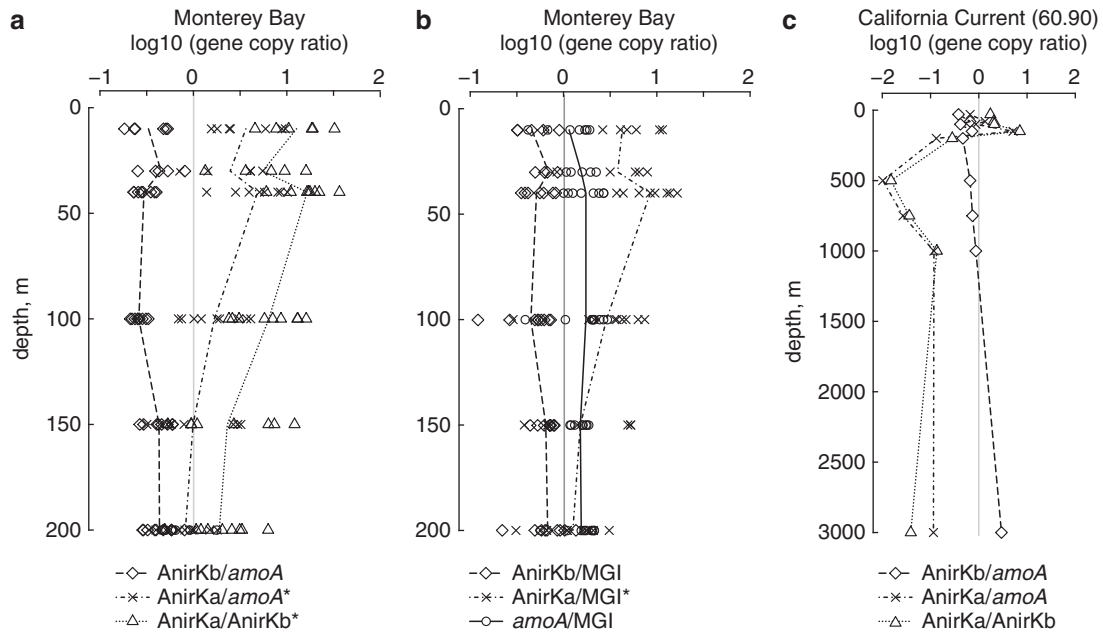 a
Monterey Bay
log10 (gene copy ratio)
−1 0 1 2
0
50
100
150
200
depth, m
AnirKb/amoA
AnirKa/amoA*
AnirKa/AnirKb*
b
Monterey Bay
log10 (gene copy ratio)
−1 0 1 2
AnirKb/MGI
AnirKa/MGI*
amoA/MGI
c
California Current (60.90)
log10 (gene copy ratio)
−2 −1 0 1 2
0
500
1000
1500
2000
2500
3000
depth, m
AnirKb/amoA
AnirKa/amoA
AnirKa/AnirKb